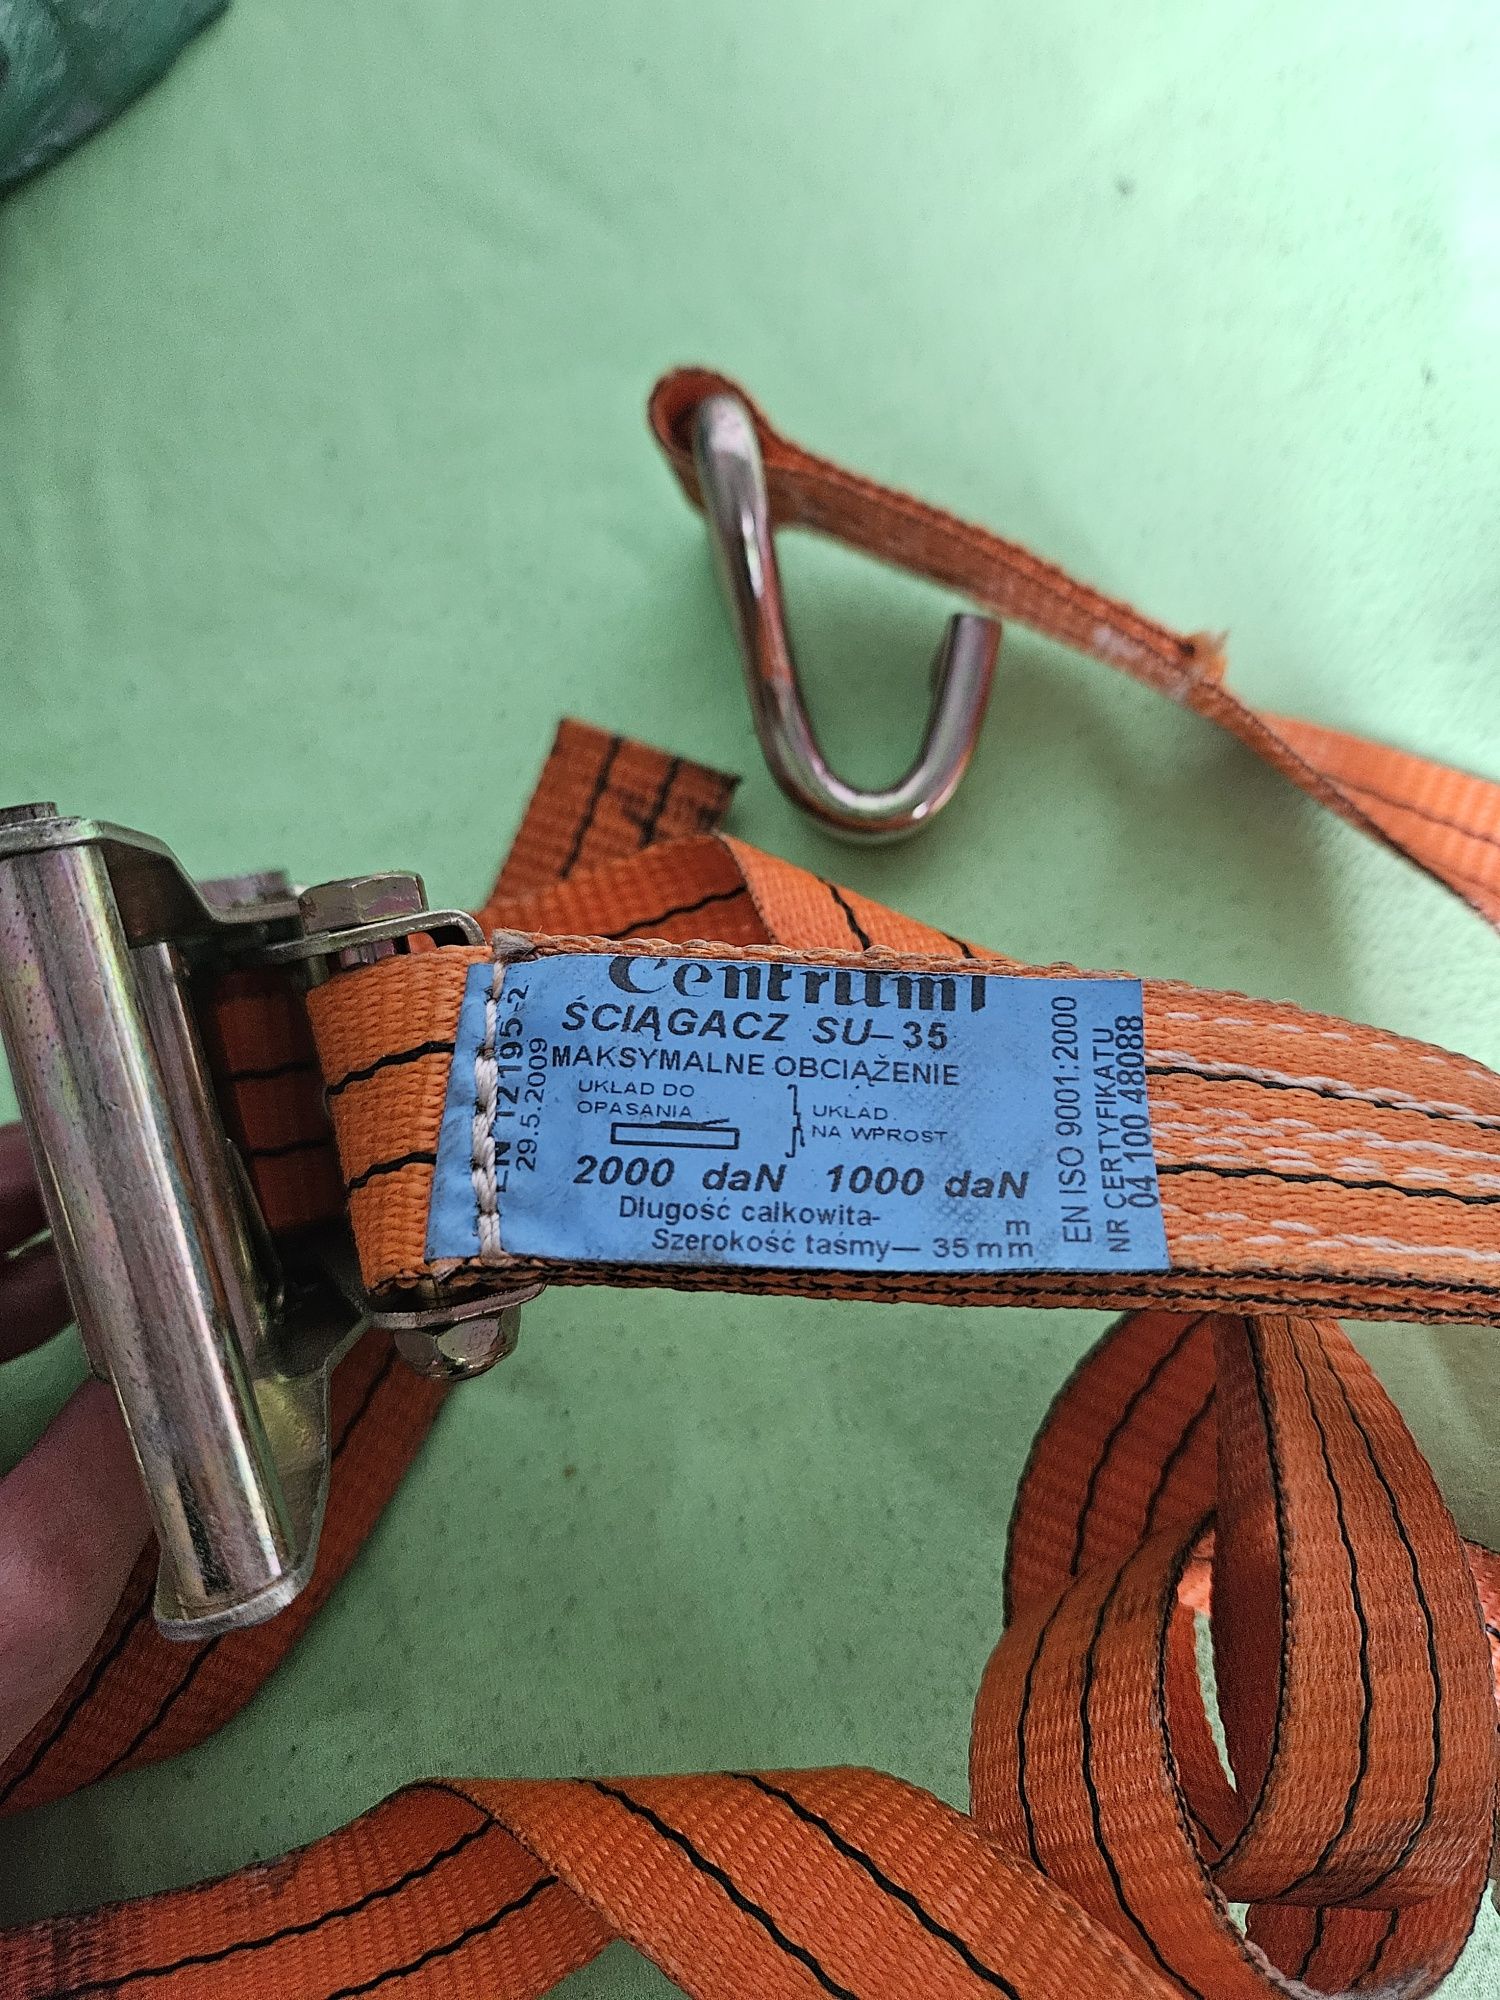 Centrum
ŚCIĄGACZ SU-35
MAKSYMALNE OBCIĄŻENIE
UKŁAD DO
OPASANIA
UKŁAD
NA WPROST
2000 daN 1000 daN
Długość całkowita-
m
Szerokość taśmy— 35 mm
EN 12195-2
29.5.2009
EN ISO 9001:2000
NR CERTYFIKATU
04 100 48088